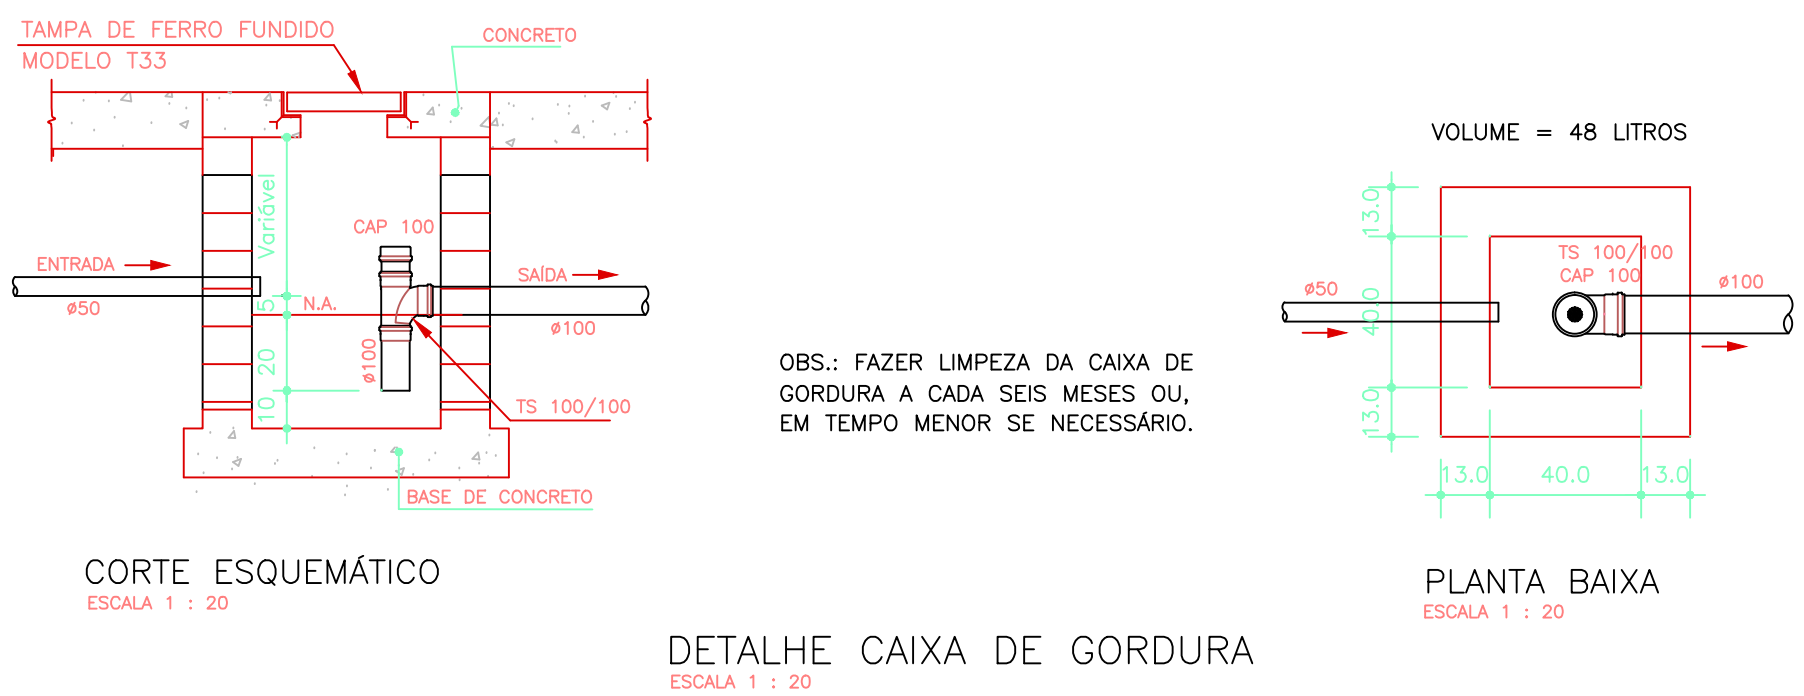 TAMPA DE FERRO FUNDIDO
MODELO T33
CONCRETO
Variável
CAP 100
ENTRADA
SAÍDA
ø50
5
N.A.
ø100
20
ø100
10
TS 100/100
BASE DE CONCRETO
CORTE ESQUEMÁTICO
ESCALA 1 : 20
OBS.: FAZER LIMPEZA DA CAIXA DE
GORDURA A CADA SEIS MESES OU,
EM TEMPO MENOR SE NECESSÁRIO.
VOLUME = 48 LITROS
13.0
TS 100/100
CAP 100
ø50
ø100
40.0
13.0
13.0
40.0
13.0
PLANTA BAIXA
ESCALA 1 : 20
DETALHE CAIXA DE GORDURA
ESCALA 1 : 20